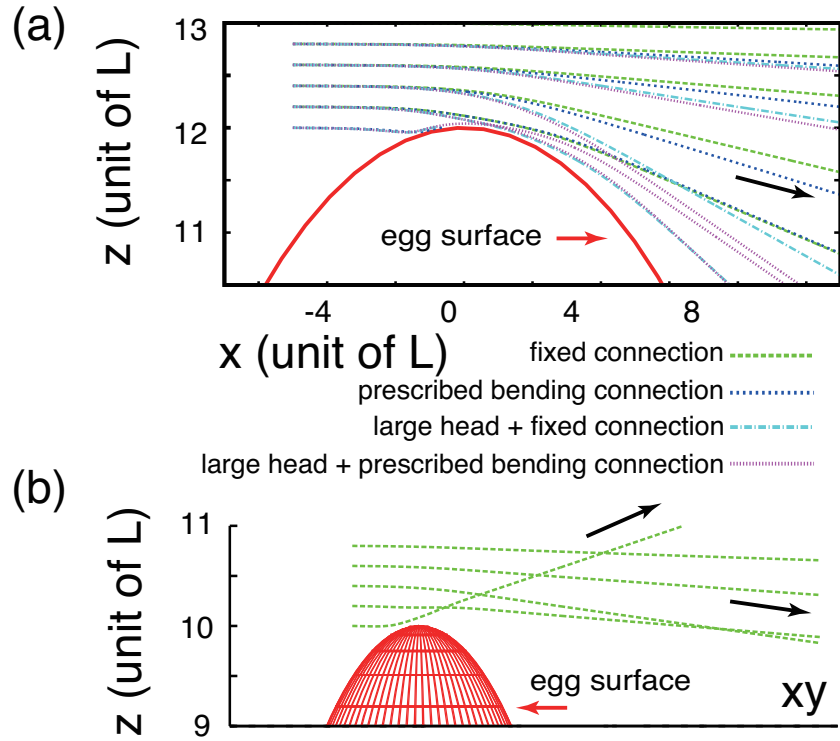 (a)
z (unit of L)
13
12
11
egg surface
-4 0 4 8
x (unit of L)
fixed connection
prescribed bending connection
large head + fixed connection
large head + prescribed bending connection
(b)
z (unit of L)
11
10
9
egg surface
xy